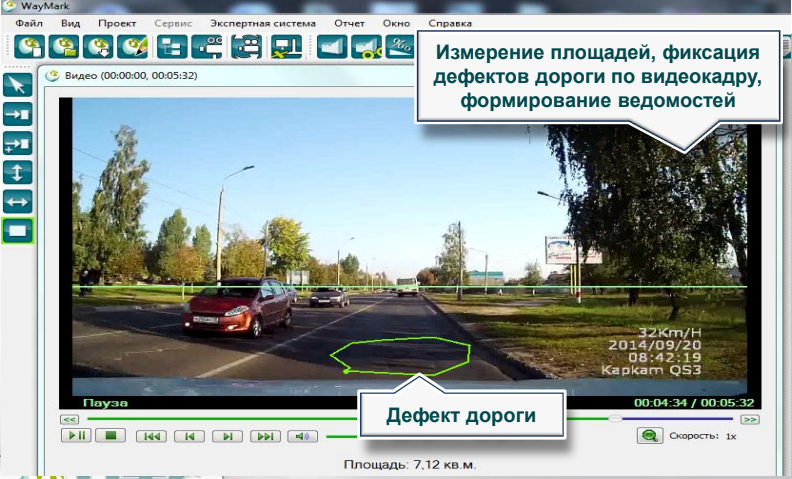 WayMark
Файл Вид Проект Сервис Экспертная система Отчет Окно Справка
Измерение площадей, фиксация
дефектов дороги по видеокадру,
формирование ведомостей
Видео (00:00:00, 00:05:32)
32Km/H
2014/09/20
08:42:19
Каркам QS3
Пауза
00:04:34 / 00:05:32
Дефект дороги
<<
>>
Скорость: 1x
Площадь: 7,12 кв.м.